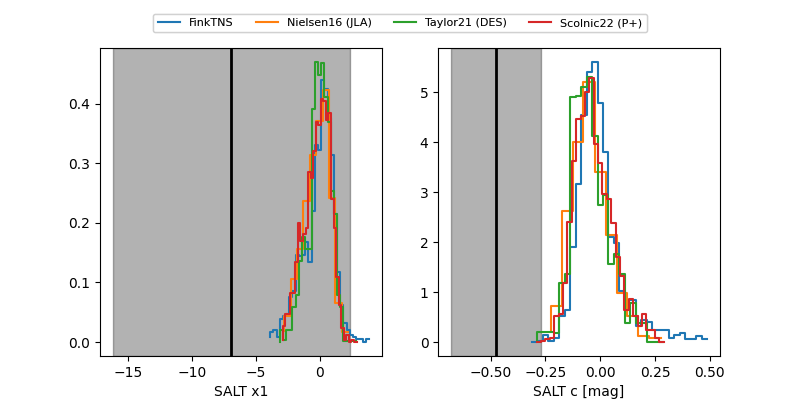 FinkTNS Nielsen16 (JLA) Taylor21 (DES) Scolnic22 (P+)
0.4
0.3
0.2
0.1
0.0
−15 −10 −5 0
SALT x1
5
4
3
2
1
0
−0.50 −0.25 0.00 0.25 0.50
SALT c [mag]